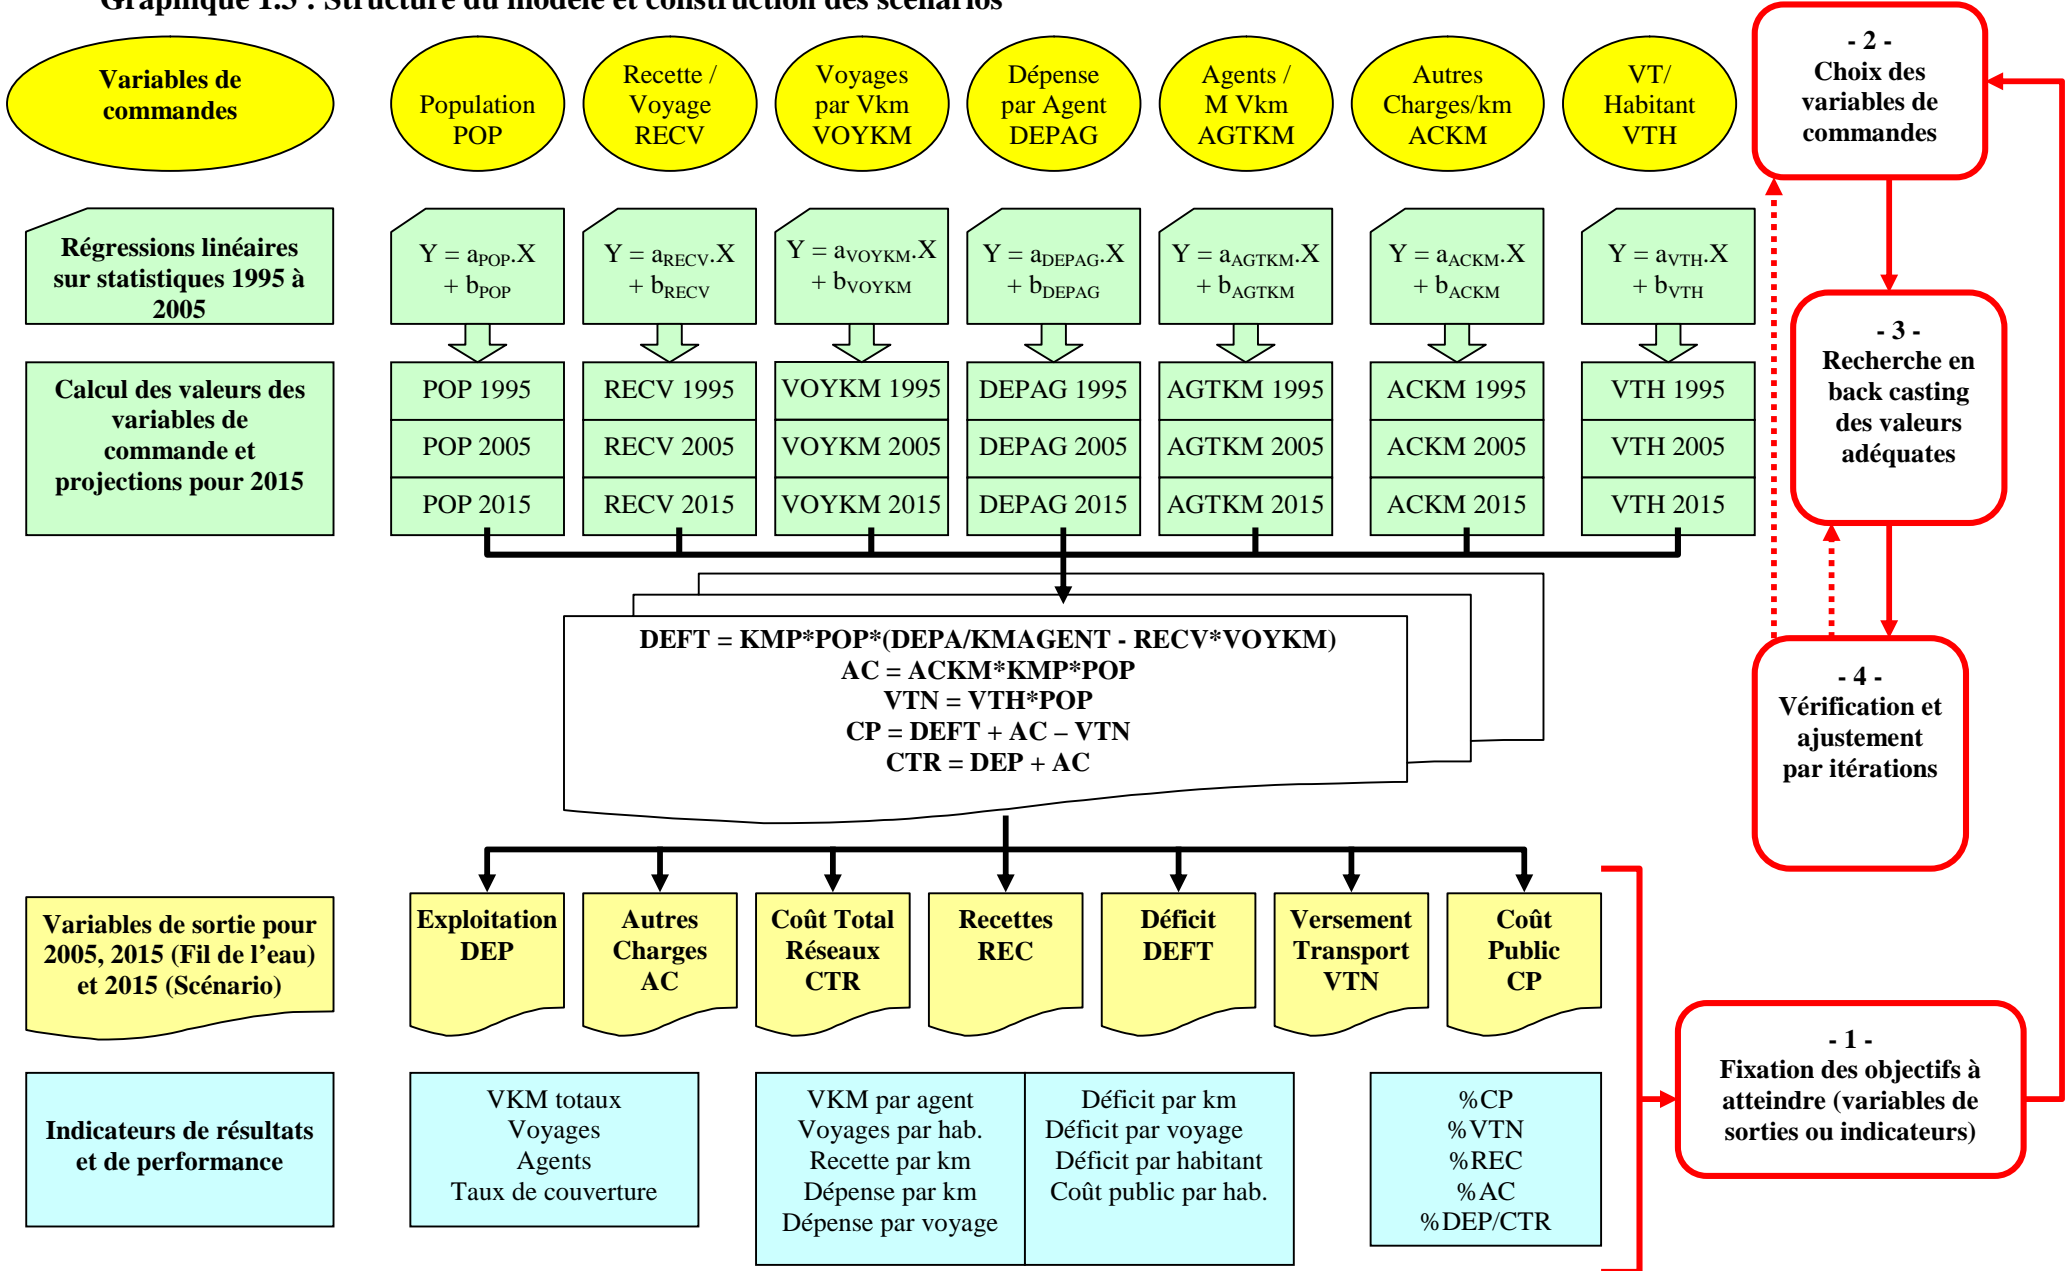 Graphique 1.3 : Structure du modèle et construction des scénarios
Variables de
commandes
Population
POP
Recette /
Voyage
RECV
Voyages
par Vkm
VOYKM
Dépense
par Agent
DEPAG
Agents /
M Vkm
AGTKM
Autres
Charges/km
ACKM
VT/
Habitant
VTH
- 2 -
Choix des
variables de
commandes
Régressions linéaires
sur statistiques 1995 à
2005
Y = aPOP.X
+ bPOP
Y = aRECV.X
+ bRECV
Y = aVOYKM.X
+ bVOYKM
Y = aDEPAG.X
+ bDEPAG
Y = aAGTKM.X
+ bAGTKM
Y = aACKM.X
+ bACKM
Y = aVTH.X
+ bVTH
- 3 -
Recherche en
back casting
des valeurs
adéquates
Calcul des valeurs des
variables de
commande et
projections pour 2015
POP 1995
POP 2005
POP 2015
RECV 1995
RECV 2005
RECV 2015
VOYKM 1995
VOYKM 2005
VOYKM 2015
DEPAG 1995
DEPAG 2005
DEPAG 2015
AGTKM 1995
AGTKM 2005
AGTKM 2015
ACKM 1995
ACKM 2005
ACKM 2015
VTH 1995
VTH 2005
VTH 2015
DEFT = KMP*POP*(DEPA/KMAGENT - RECV*VOYKM)
AC = ACKM*KMP*POP
VTN = VTH*POP
CP = DEFT + AC – VTN
CTR = DEP + AC
- 4 -
Vérification et
ajustement
par itérations
Variables de sortie pour
2005, 2015 (Fil de l’eau)
et 2015 (Scénario)
Exploitation
DEP
Autres
Charges
AC
Coût Total
Réseaux
CTR
Recettes
REC
Déficit
DEFT
Versement
Transport
VTN
Coût
Public
CP
- 1 -
Fixation des objectifs à
atteindre (variables de
sorties ou indicateurs)
Indicateurs de résultats
et de performance
VKM totaux
Voyages
Agents
Taux de couverture
VKM par agent
Voyages par hab.
Recette par km
Dépense par km
Dépense par voyage
Déficit par km
Déficit par voyage
Déficit par habitant
Coût public par hab.
%CP
%VTN
%REC
%AC
%DEP/CTR